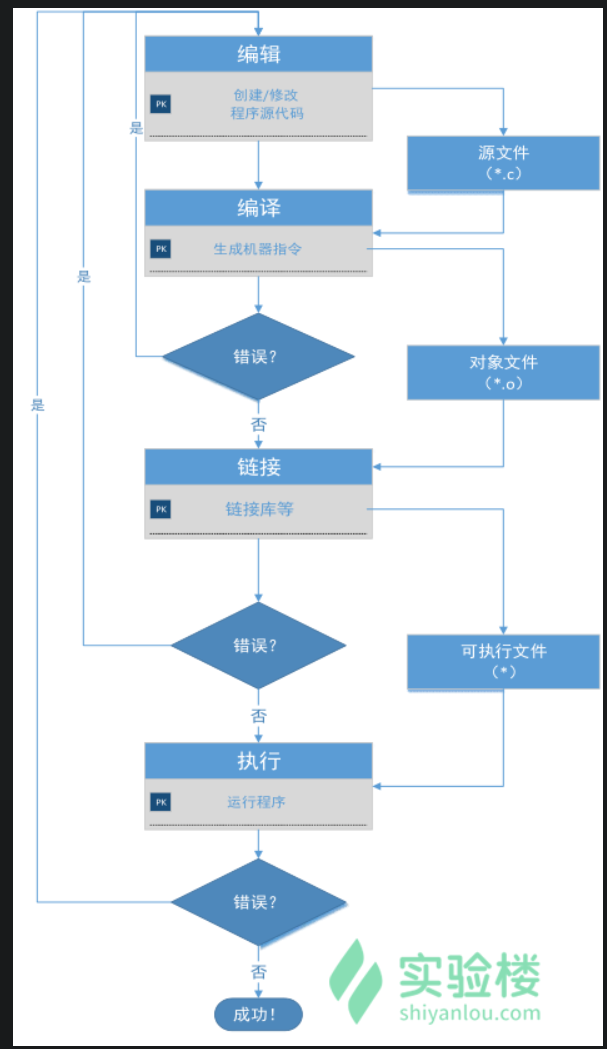 编辑
PK
创建/修改
程序源代码
是
源文件
（*.c）
编译
PK
生成机器指令
是
错误？
对象文件
（*.o）
是
否
链接
PK
链接库等
错误？
可执行文件
（*）
否
执行
PK
运行程序
错误？
否
成功！
实验楼
shiyanlou.com